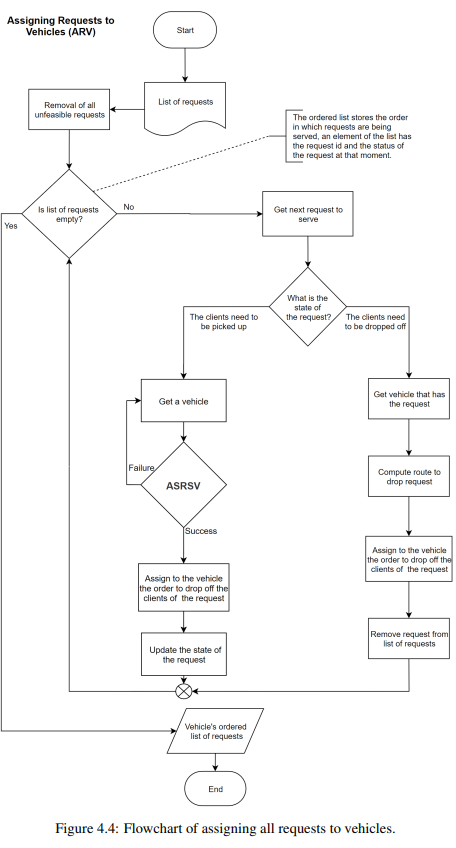 Assigning Requests to
Vehicles (ARV)
Start
List of requests
Removal of all
unfeasible requests
The ordered list stores the order
in which requests are being
served, an element of the list has
the request id and the status of
the request at that moment.
Is list of requests
empty?
Yes
No
Get next request to
serve
What is the
state of
the request?
The clients need to
be picked up
The clients need
to be dropped off
Get a vehicle
Get vehicle that has
the request
Failure
ASRSV
Compute route to
drop request
Success
Assign to the vehicle
the order to drop off the
clients of the request
Assign to the vehicle
the order to drop off the
clients of the request
Update the state of
the request
Remove request from
list of requests
Vehicle's ordered
list of requests
End
Figure 4.4: Flowchart of assigning all requests to vehicles.